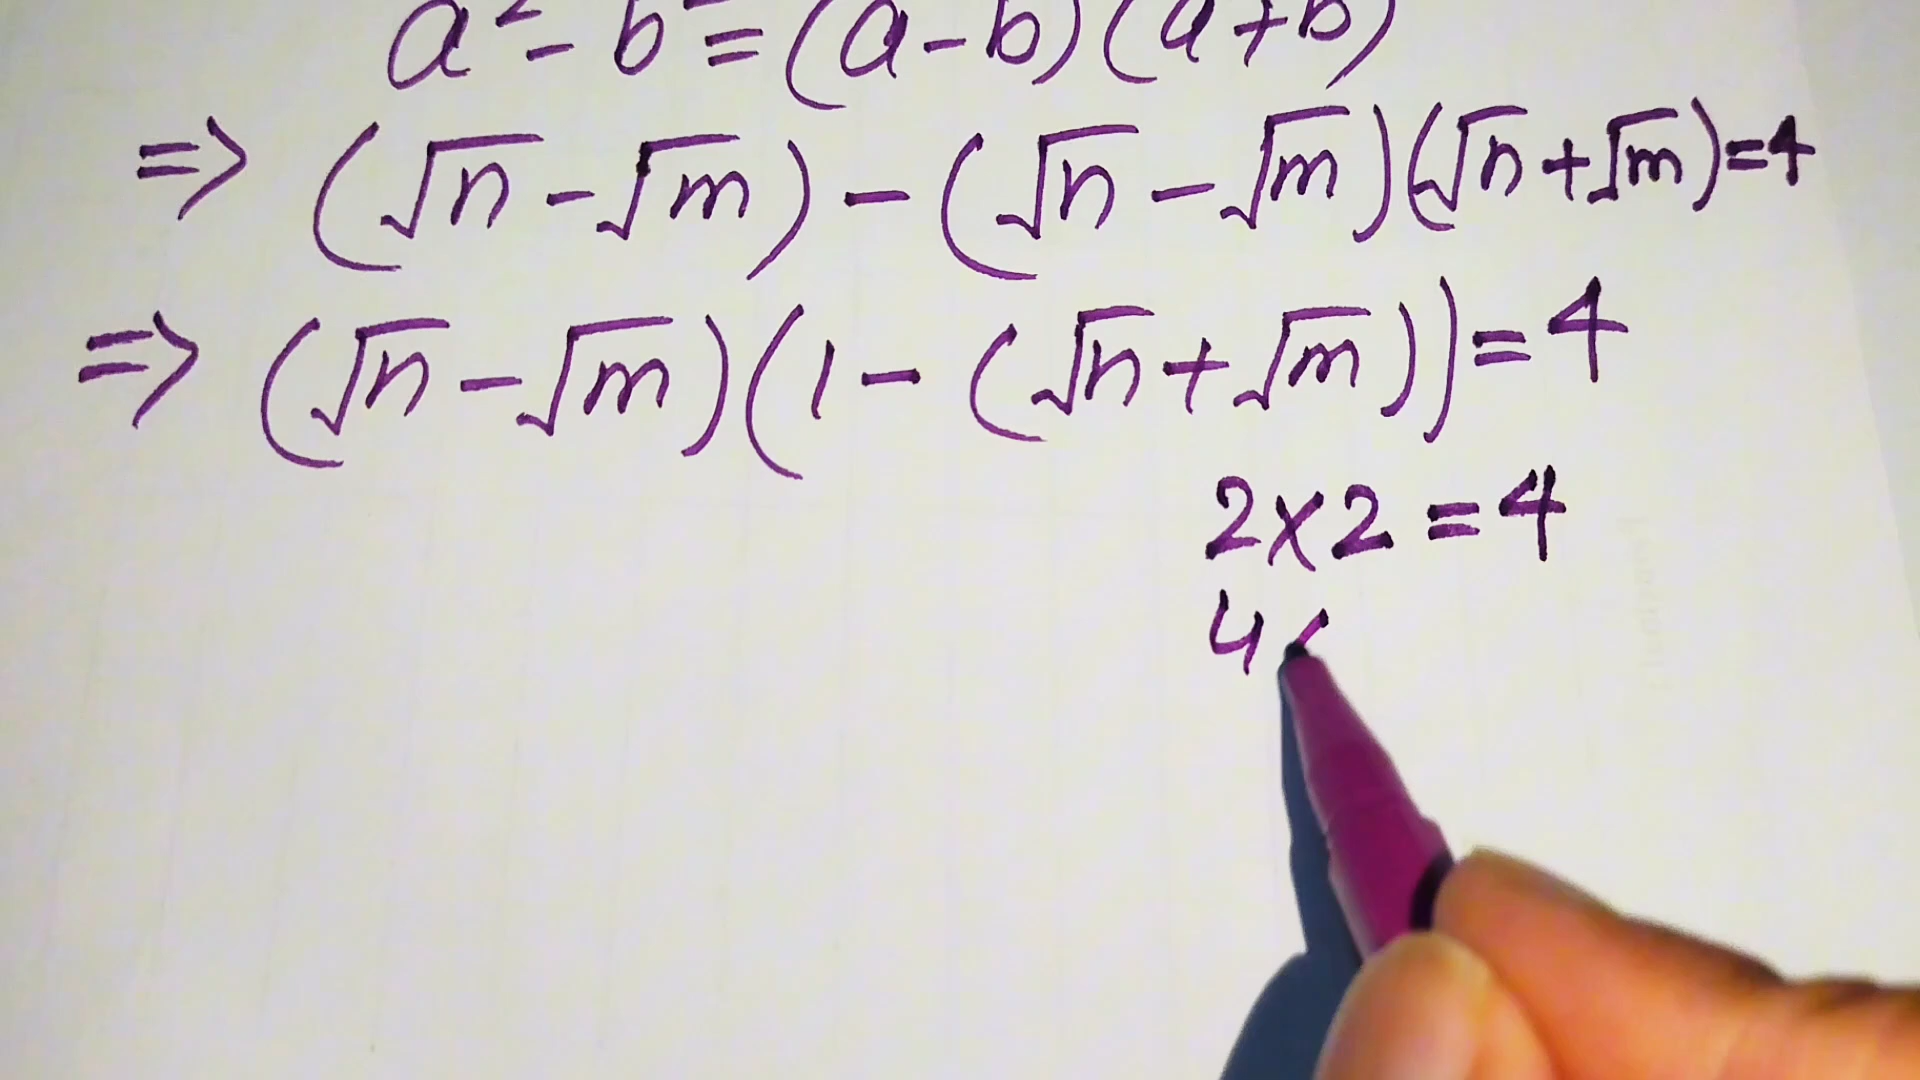 a² - b² = (a - b)(a + b)
=> (√n - √m) - (√n - √m)(√n + √m) = 4
=> (√n - √m)(1 - (√n + √m)) = 4
2 × 2 = 4
4